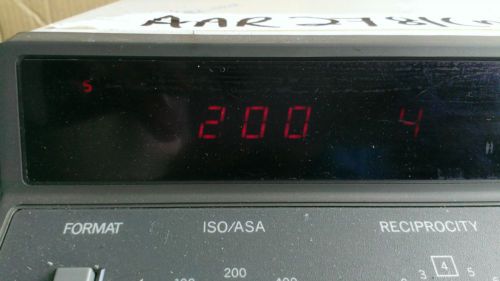 S 200 4
FORMAT ISO/ASA RECIPROCITY
200
3 4 5